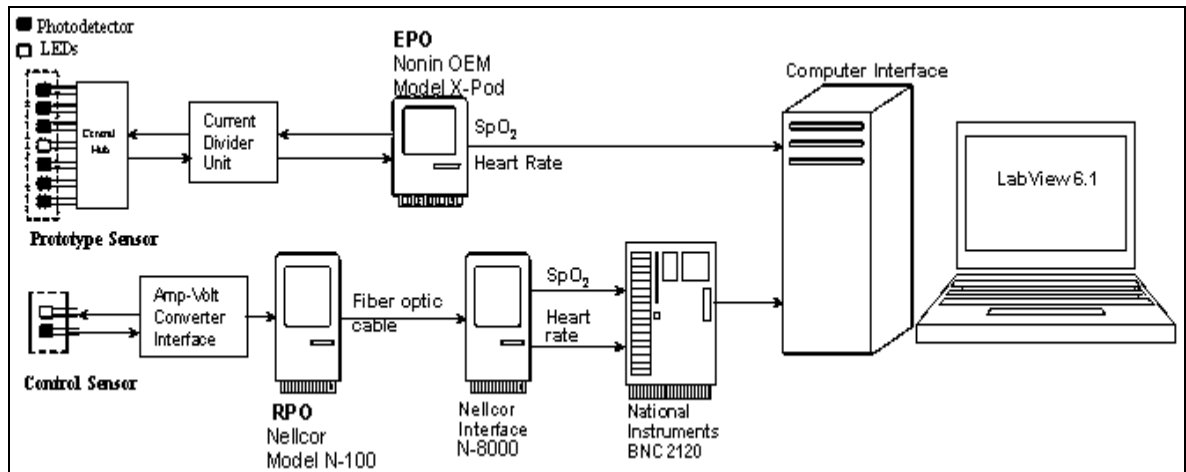 Photodetector
LEDs
EPO
Nonin OEM
Model X-Pod
Computer Interface
Control
Hub
Current
Divider
Unit
SpO₂
Heart Rate
LabView 6.1
Prototype Sensor
Amp-Volt
Converter
Interface
Fiber optic
cable
SpO₂
Heart
rate
Control Sensor
RPO
Nellcor
Model N-100
Nellcor
Interface
N-8000
National
Instruments
BNC 2120